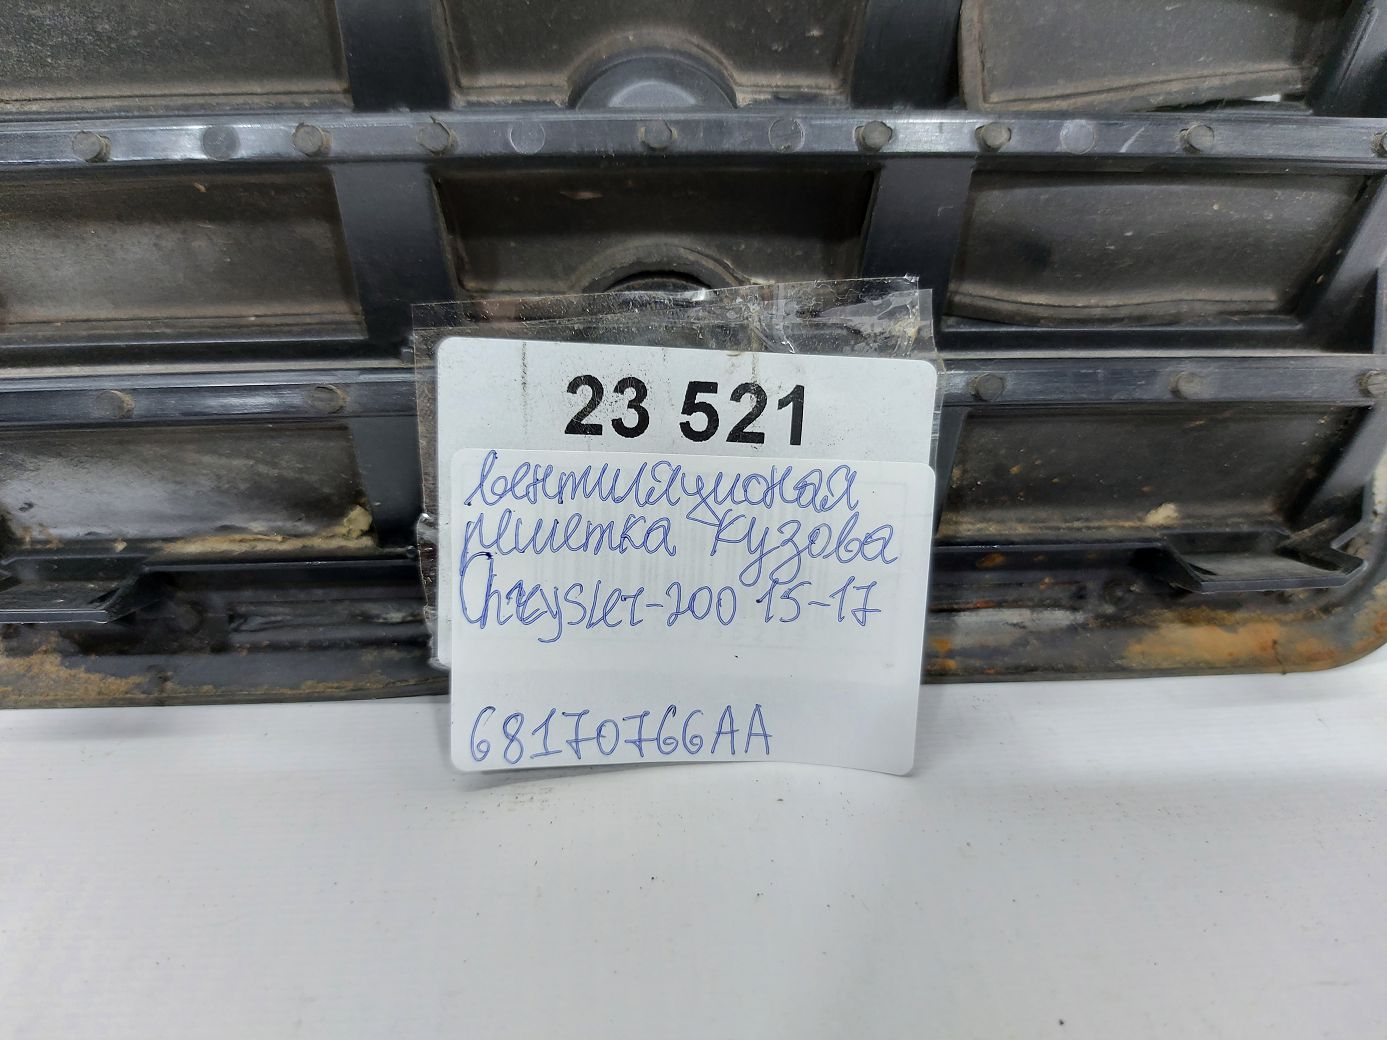 23 521
вентиляционая
решетка кузова
Chrysler-200 15-17
68170766AA